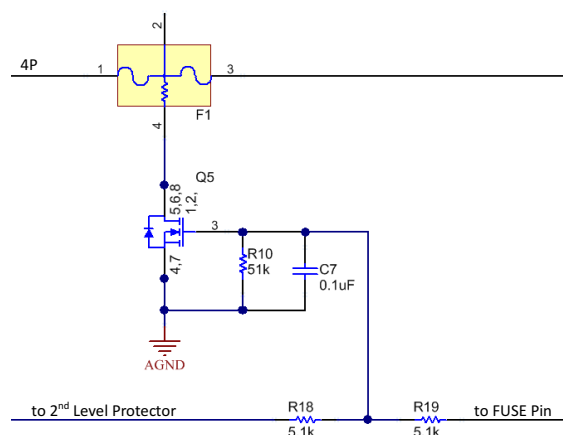 2
4P
1
3
F1
4
Q5
5,6,8
1,2,
3
R10
51k
C7
0.1uF
4,7
AGND
to 2nd Level Protector
R18
5.1k
R19
5.1k
to FUSE Pin